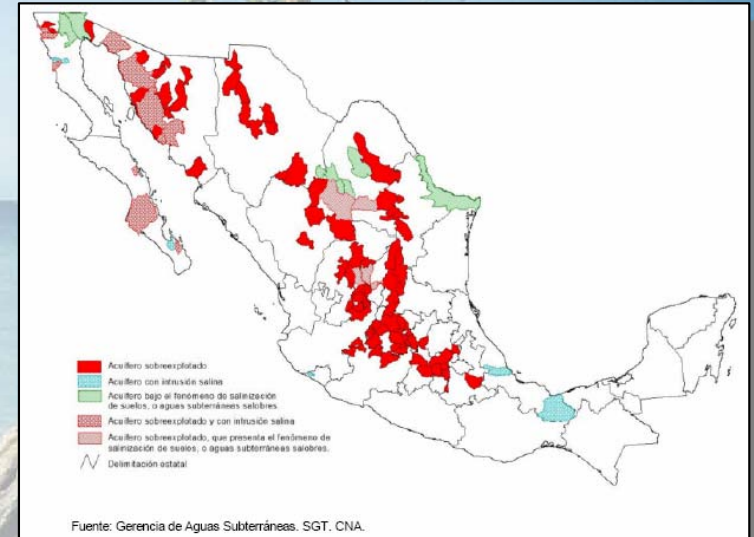 Acuífero sobreexplotado
Acuífero con intrusión salina
Acuífero bajo el fenómeno de salinización
de suelos, o aguas subterráneas salobres
Acuífero sobreexplotado y con intrusión salina
Acuífero sobreexplotado, que presenta el fenómeno de
salinización de suelos, o aguas subterráneas salobres.
Delimitación estatal
Fuente: Gerencia de Aguas Subterráneas. SGT. CNA.